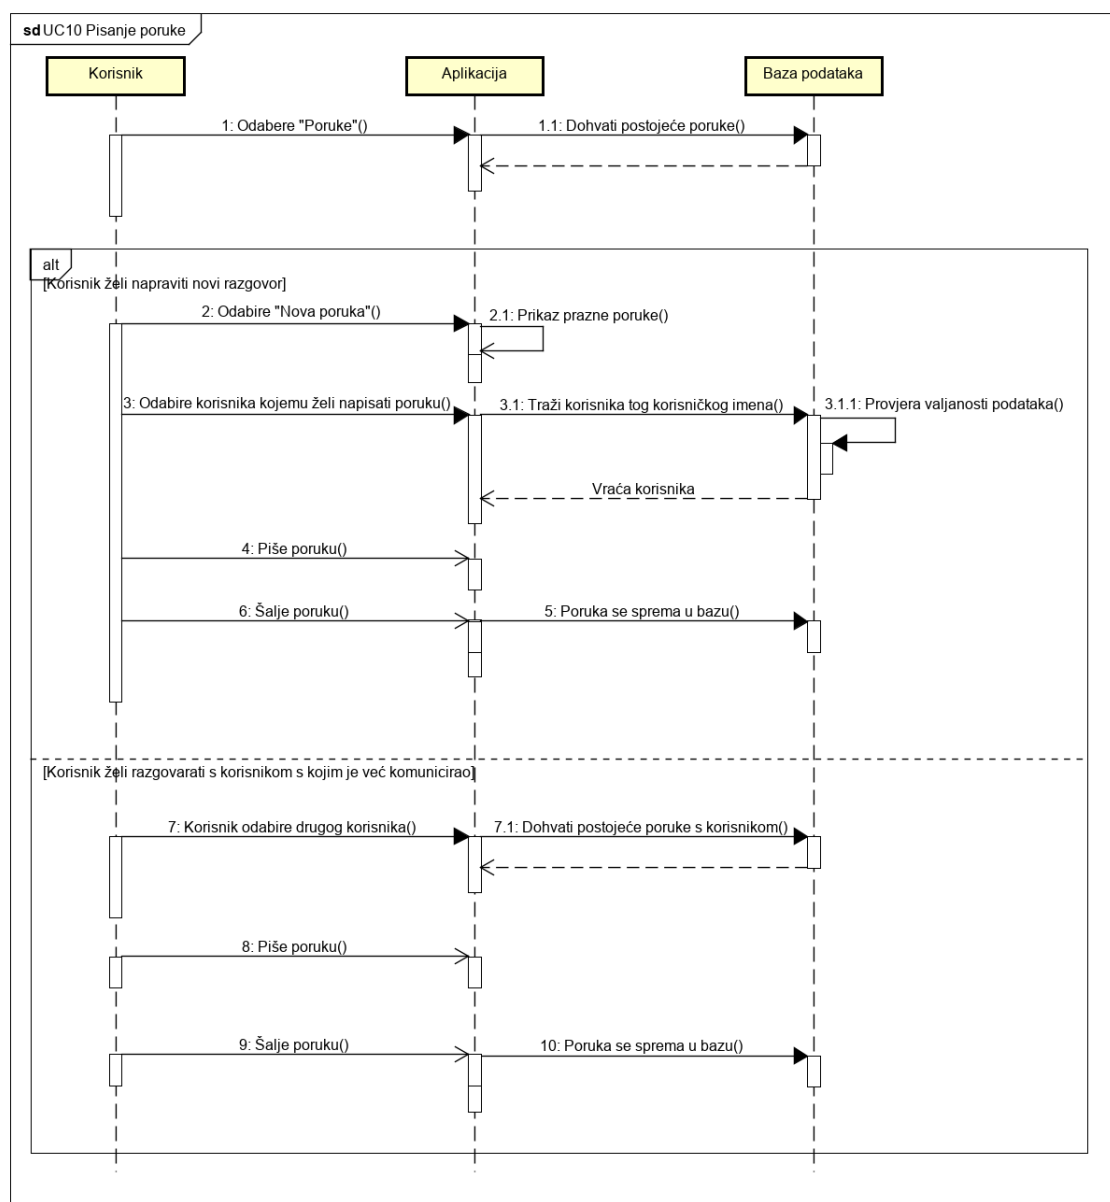 sd UC10 Pisanje poruke
Korisnik
Aplikacija
Baza podataka
1: Odabere "Poruke"()
1.1: Dohvati postojeće poruke()
alt
[Korisnik želi napraviti novi razgovor]
2: Odabire "Nova poruka"()
2.1: Prikaz prazne poruke()
3: Odabire korisnika kojemu želi napisati poruku()
3.1: Traži korisnika tog korisničkog imena()
3.1.1: Provjera valjanosti podataka()
Vraća korisnika
4: Piše poruku()
6: Šalje poruku()
5: Poruka se sprema u bazu()
[Korisnik želi razgovarati s korisnikom s kojim je već komunicirao]
7: Korisnik odabire drugog korisnika()
7.1: Dohvati postojeće poruke s korisnikom()
8: Piše poruku()
9: Šalje poruku()
10: Poruka se sprema u bazu()